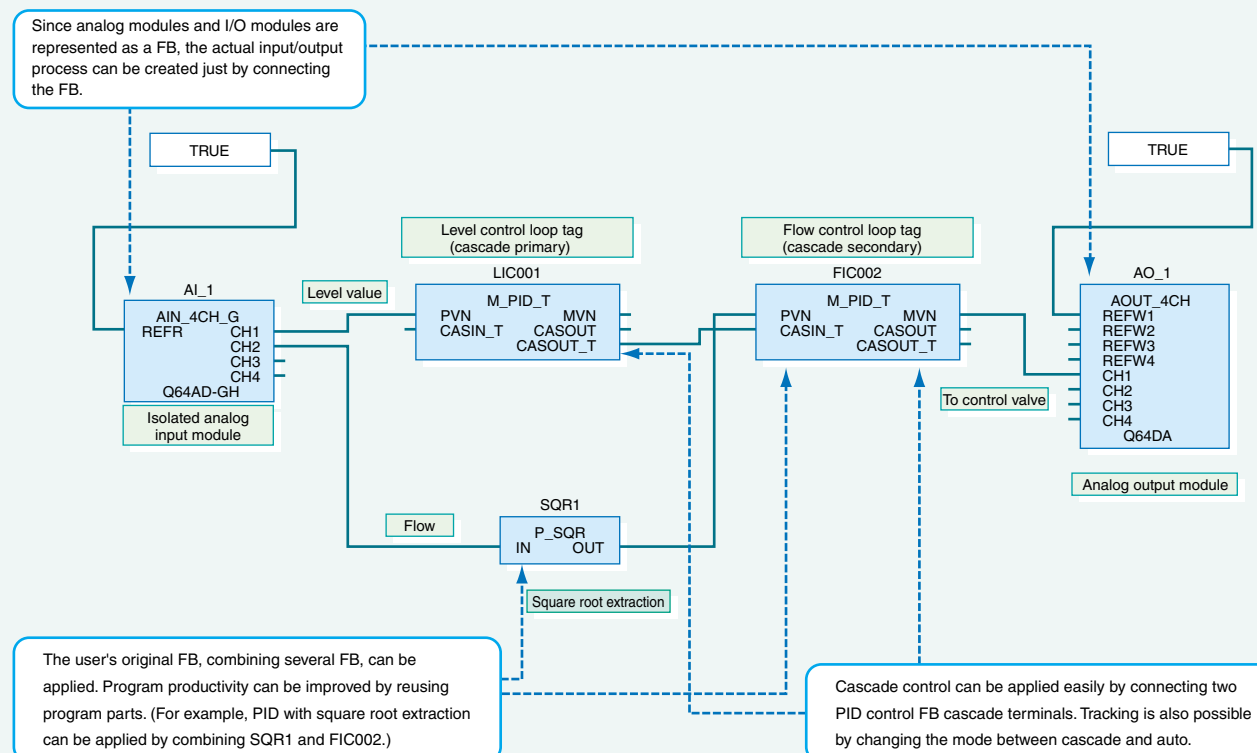 Since analog modules and I/O modules are
represented as a FB, the actual input/output
process can be created just by connecting
the FB.
TRUE
TRUE
Level control loop tag
(cascade primary)
Flow control loop tag
(cascade secondary)
LIC001
FIC002
AO_1
AI_1
Level value
AIN_4CH_G
REFR
CH1
CH2
CH3
CH4
Q64AD-GH
Isolated analog
input module
M_PID_T
PVN
MVN
CASIN_T
CASOUT
CASOUT_T
M_PID_T
PVN
MVN
CASIN_T
CASOUT
CASOUT_T
AOUT_4CH
REFW1
REFW2
REFW3
REFW4
CH1
CH2
CH3
CH4
Q64DA
To control valve
Analog output module
SQR1
Flow
P_SQR
IN
OUT
Square root extraction
The user's original FB, combining several FB, can be
applied. Program productivity can be improved by reusing
program parts. (For example, PID with square root extraction
can be applied by combining SQR1 and FIC002.)
Cascade control can be applied easily by connecting two
PID control FB cascade terminals. Tracking is also possible
by changing the mode between cascade and auto.